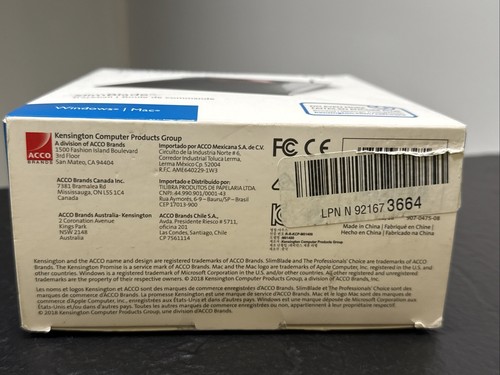 SlimBlade
Windows® | Mac®
ACCO
BRANDS
Kensington Computer Products Group
A division of ACCO Brands
1500 Fashion Island Boulevard
3rd Floor
San Mateo, CA 94404
ACCO Brands Canada Inc.
7381 Bramalea Rd
Mississauga, ON L5S 1C4
Canada
ACCO Brands Australia-Kensington
2 Coronation Avenue
Kings Park
NSW 2148
Australia
Importado por ACCO Mexicana S.A. de C.V.
Circuito de la Industria Norte # 6,
Corredor Industrial Toluca Lerma,
Lerma México Cp. 52004
R.F.C. AME640229-1W3
Importado e Distribuido por:
TILIBRA PRODUTOS DE PAPELARIA LTDA.
CNPJ: 44.990.901/0001-43
Rua Aymorés, 6-9 – Bauru/SP – Brasil
CEP 17013-900
ACCO Brands Chile S.A.,
Avda. Presidente Riesco # 5711,
oficina 201
Las Condes, Santiago, Chile
CP 7561114
FC CE
LPN N 921673664
907-0475-08
Made in China | Fabriqué en Chine |
Hecho en China | Fabricado na China
Kensington and the ACCO name and design are registered trademarks of ACCO Brands. SlimBlade and The Professionals' Choice are trademarks of
ACCO Brands. The Kensington Promise is a service mark of ACCO Brands. Mac and the Mac logo are trademarks of Apple Computer, Inc., registered in the U.S. and/or
other countries. Windows is a registered trademark of Microsoft Corporation in the U.S. and/or other countries. All other registered and unregistered trademarks
are the property of their respective owners. © 2018 Kensington Computer Products Group, a division of ACCO Brands.
Les noms et logos Kensington et ACCO sont des marques de commerce enregistrées d'ACCO Brands. SlimBlade et The Professionals' Choice sont des marques de
commerce d'ACCO Brands. La promesse Kensington est une marque de service d'ACCO Brands. Mac et le logo Mac sont des marques de
commerce d'Apple Computer, Inc., enregistrées aux États-Unis et dans d'autres pays. Windows est une marque déposée de Microsoft Corporation aux
États-Unis et/ou dans d'autres pays. Toutes les autres marques de commerce enregistrées ou non, appartiennent à leur propriétaire respectif.
© 2018 Kensington Computer Products Group, une division d'ACCO Brands.